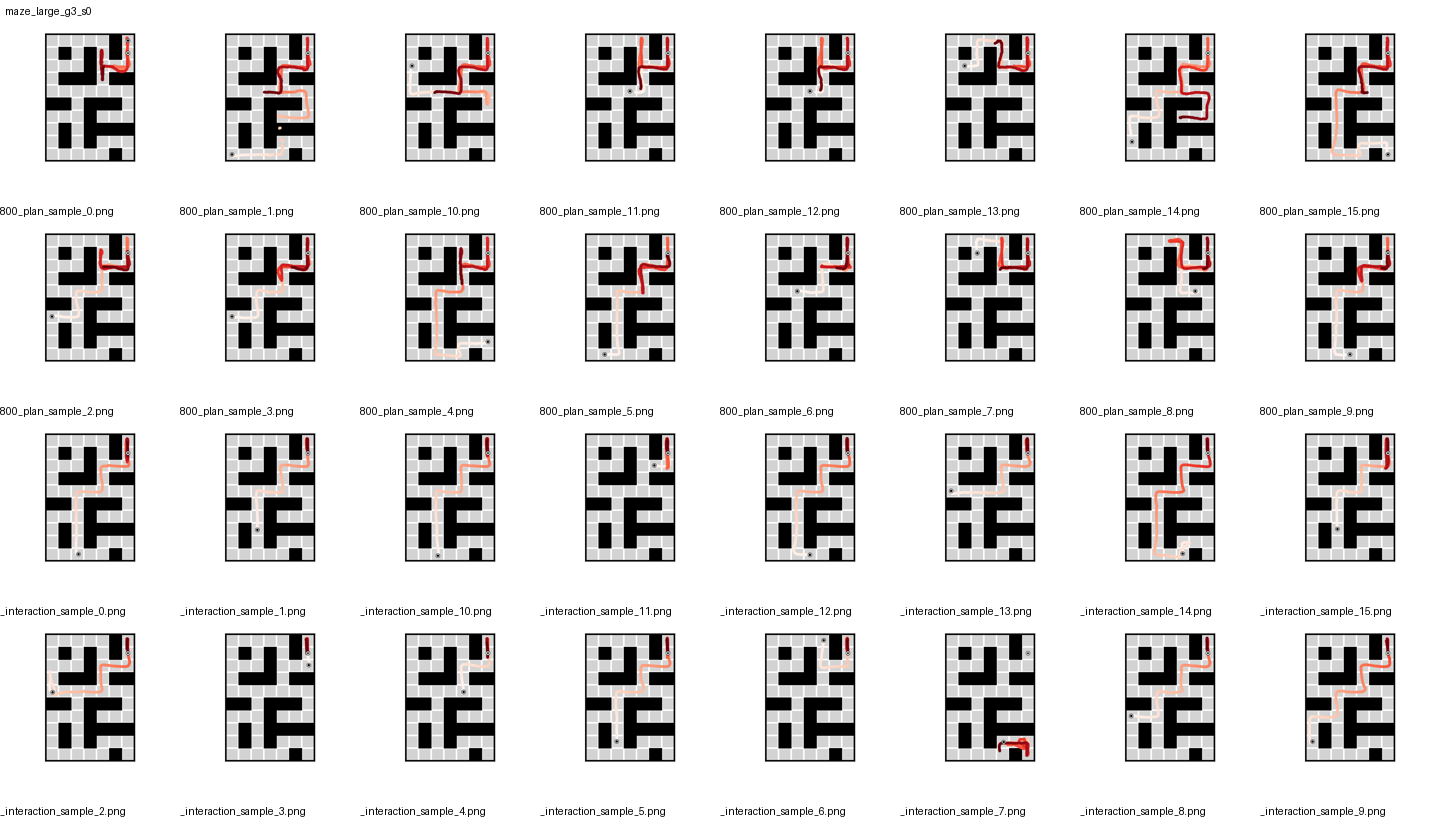 maze_large_g3_s0
800_plan_sample_0.png 800_plan_sample_1.png 800_plan_sample_10.png 800_plan_sample_11.png 800_plan_sample_12.png 800_plan_sample_13.png 800_plan_sample_14.png 800_plan_sample_15.png
800_plan_sample_2.png 800_plan_sample_3.png 800_plan_sample_4.png 800_plan_sample_5.png 800_plan_sample_6.png 800_plan_sample_7.png 800_plan_sample_8.png 800_plan_sample_9.png
_interaction_sample_0.png _interaction_sample_1.png _interaction_sample_10.png _interaction_sample_11.png _interaction_sample_12.png _interaction_sample_13.png _interaction_sample_14.png _interaction_sample_15.png
_interaction_sample_2.png _interaction_sample_3.png _interaction_sample_4.png _interaction_sample_5.png _interaction_sample_6.png _interaction_sample_7.png _interaction_sample_8.png _interaction_sample_9.png